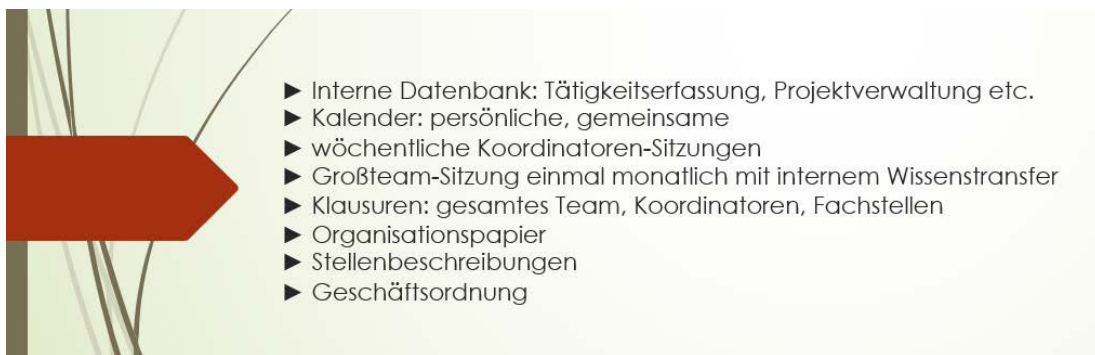 ► Interne Datenbank: Tätigkeitserfassung, Projektverwaltung etc.
► Kalender: persönliche, gemeinsame
► wöchentliche Koordinatoren-Sitzungen
► Großteam-Sitzung einmal monatlich mit internem Wissenstransfer
► Klausuren: gesamtes Team, Koordinatoren, Fachstellen
► Organisationspapier
► Stellenbeschreibungen
► Geschäftsordnung